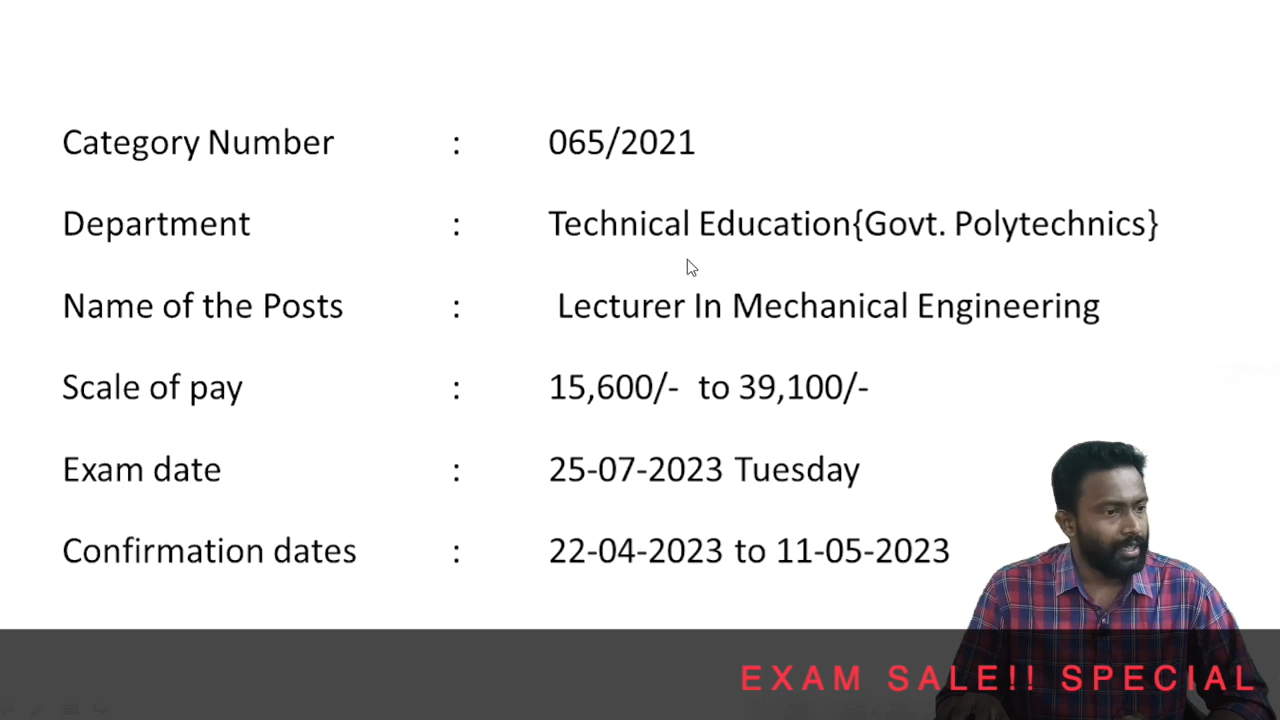 Category Number : 065/2021
Department : Technical Education{Govt. Polytechnics}
Name of the Posts : Lecturer In Mechanical Engineering
Scale of pay : 15,600/- to 39,100/-
Exam date : 25-07-2023 Tuesday
Confirmation dates : 22-04-2023 to 11-05-2023
EXAM SALE!! SPECIAL